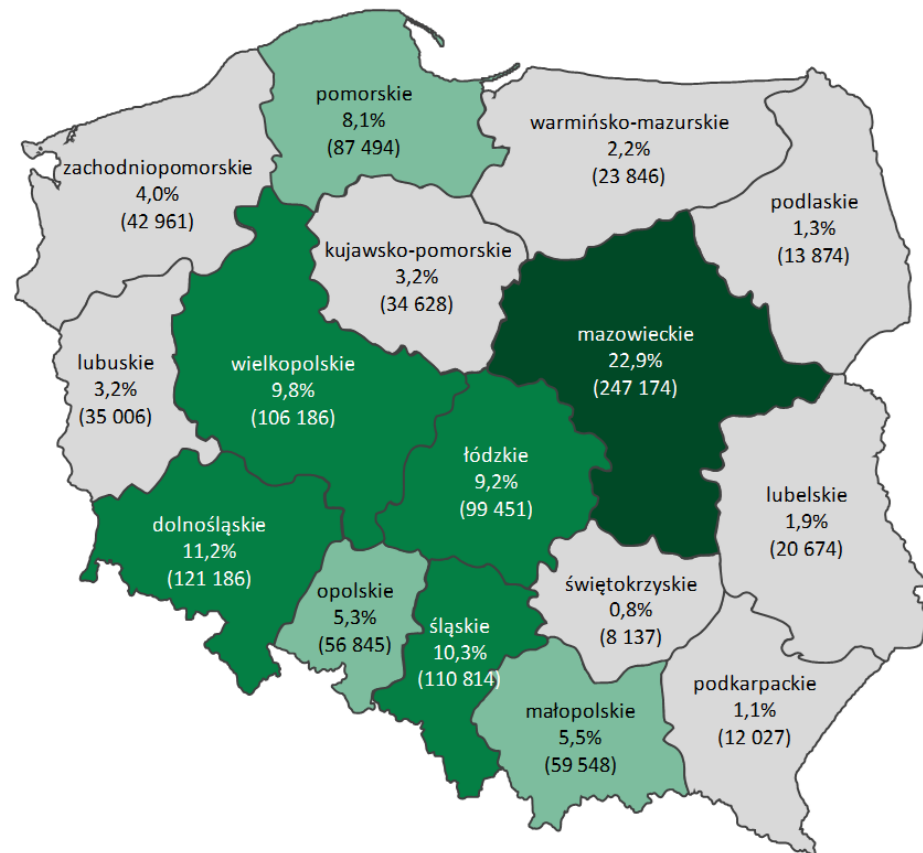 pomorskie
8,1%
(87 494)
warmińsko-mazurskie
2,2%
(23 846)
zachodniopomorskie
4,0%
(42 961)
podlaskie
1,3%
(13 874)
kujawsko-pomorskie
3,2%
(34 628)
mazowieckie
22,9%
(247 174)
lubuskie
3,2%
(35 006)
wielkopolskie
9,8%
(106 186)
łódzkie
9,2%
(99 451)
lubelskie
1,9%
(20 674)
dolnośląskie
11,2%
(121 186)
opolskie
5,3%
(56 845)
śląskie
10,3%
(110 814)
świętokrzyskie
0,8%
(8 137)
małopolskie
5,5%
(59 548)
podkarpackie
1,1%
(12 027)